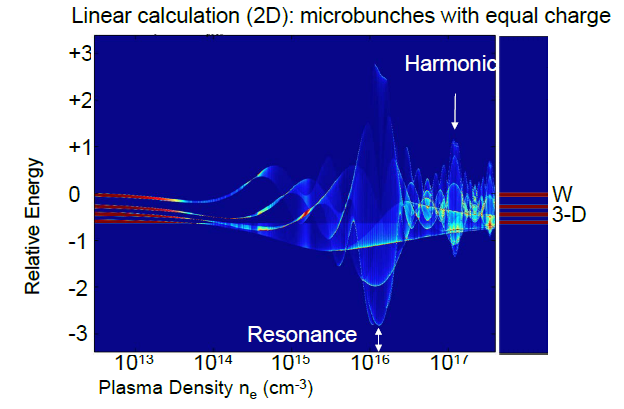 Linear calculation (2D): microbunches with equal charge
+3
Harmonic
+2
+1
0
W
3-D
-1
-2
-3
Relative Energy
Resonance
10¹³ 10¹⁴ 10¹⁵ 10¹⁶ 10¹⁷
Plasma Density nₑ (cm⁻³)